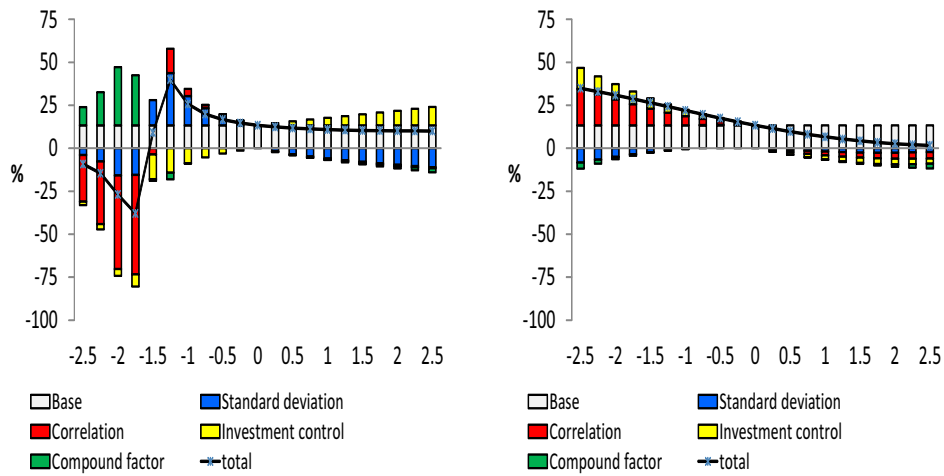 75
50
25
0
%
-25
-50
-75
-100
-2.5 -2 -1.5 -1 -0.5 0 0.5 1 1.5 2 2.5
Base Standard deviation
Correlation Investment control
Compound factor total
75
50
25
0
%
-25
-50
-75
-100
-2.5 -2 -1.5 -1 -0.5 0 0.5 1 1.5 2 2.5
Base Standard deviation
Correlation Investment control
Compound factor total